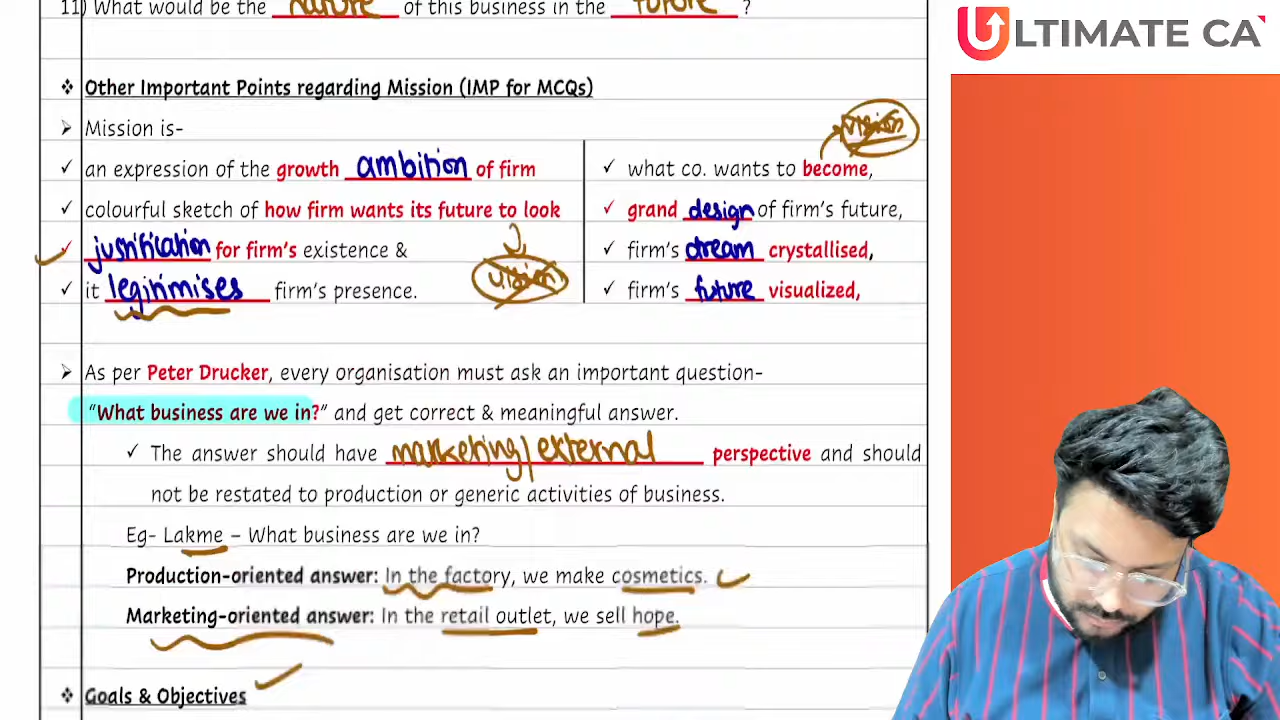 11) What would be the nature of this business in the future ?
ULTIMATE CA
❖ Other Important Points regarding Mission (IMP for MCQs)
➤ Mission is-
✓ an expression of the growth ambition of firm
✓ colourful sketch of how firm wants its future to look
✓ justification for firm's existence &
✓ it legirimises firm's presence.
vision
vision
✓ what co. wants to become,
✓ grand design of firm's future,
✓ firm's dream crystallised,
✓ firm's future visualized,
➤ As per Peter Drucker, every organisation must ask an important question-
"What business are we in?" and get correct & meaningful answer.
✓ The answer should have marketing/external perspective and should
not be restated to production or generic activities of business.
Eg- Lakme – What business are we in?
Production-oriented answer: In the factory, we make cosmetics.
Marketing-oriented answer: In the retail outlet, we sell hope.
❖ Goals & Objectives